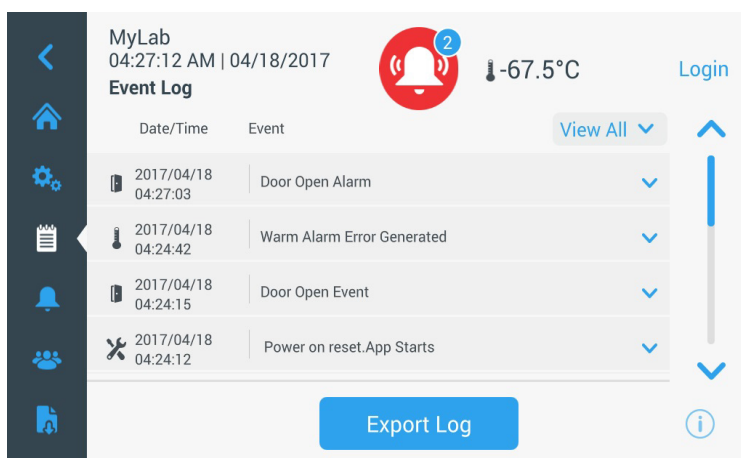 MyLab
04:27:12 AM | 04/18/2017
2
-67.5°C
Login
Event Log
Date/Time Event View All
2017/04/18
04:27:03
Door Open Alarm
2017/04/18
04:24:42
Warm Alarm Error Generated
2017/04/18
04:24:15
Door Open Event
2017/04/18
04:24:12
Power on reset.App Starts
Export Log
i